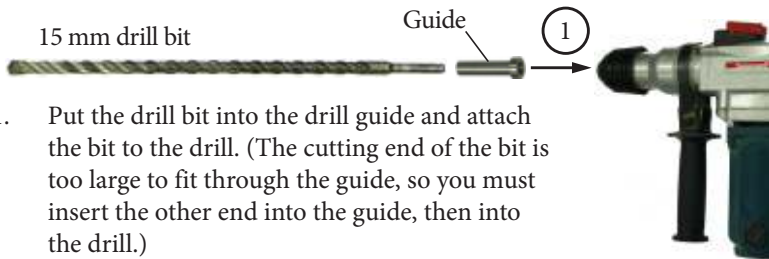 Guide
1
15 mm drill bit
Put the drill bit into the drill guide and attach
the bit to the drill. (The cutting end of the bit is
too large to fit through the guide, so you must
insert the other end into the guide, then into
the drill.)